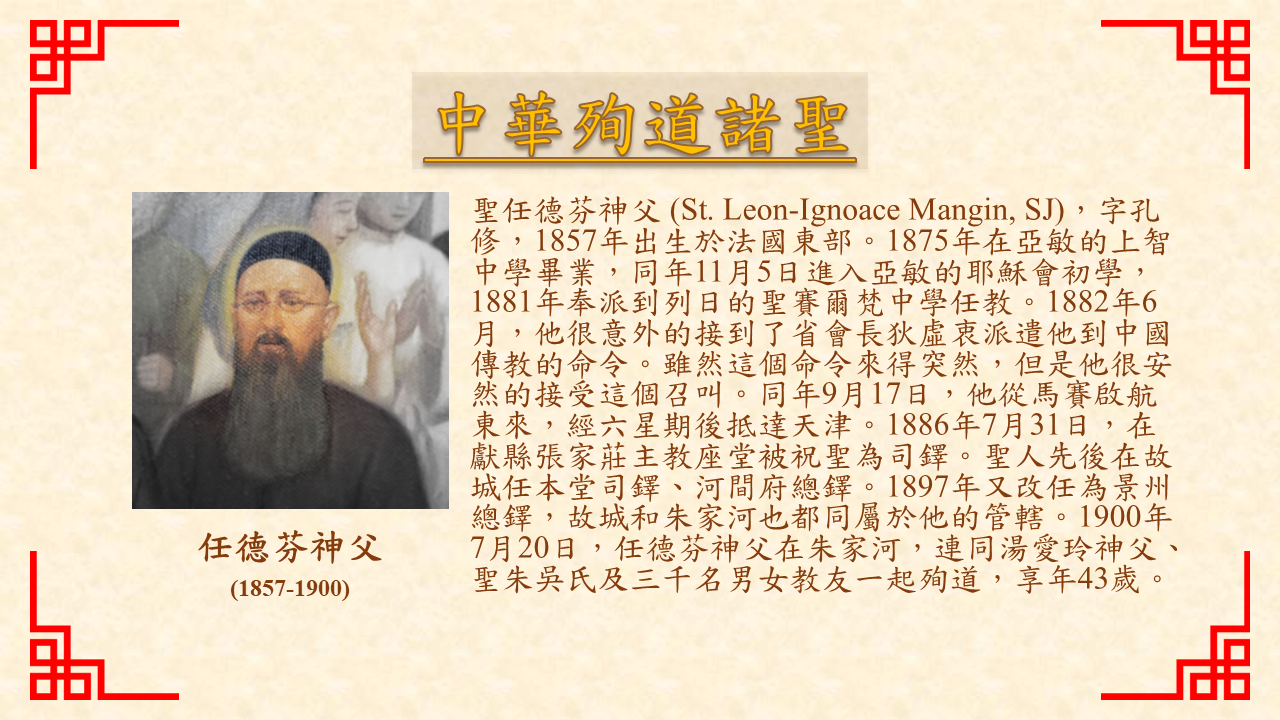 中華殉道諸聖
聖任德芬神父 (St. Leon-Ignoace Mangin, SJ)，字孔
修，1857年出生於法國東部。1875年在亞敏的上智
中學畢業，同年11月5日進入亞敏的耶穌會初學，
1881年奉派到列日的聖賽爾梵中學任教。1882年6
月，他很意外的接到了省會長狄虛衷派遣他到中國
傳教的命令。雖然這個命令來得突然，但是他很安
然的接受這個召叫。同年9月17日，他從馬賽啟航
東來，經六星期後抵達天津。1886年7月31日，在
獻縣張家莊主教座堂被祝聖為司鐸。聖人先後在故
城任本堂司鐸、河間府總鐸。1897年又改任為景州
總鐸，故城和朱家河也都同屬於他的管轄。1900年
7月20日，任德芬神父在朱家河，連同湯愛玲神父、
聖朱吳氏及三千名男女教友一起殉道，享年43歲。
任德芬神父
(1857-1900)